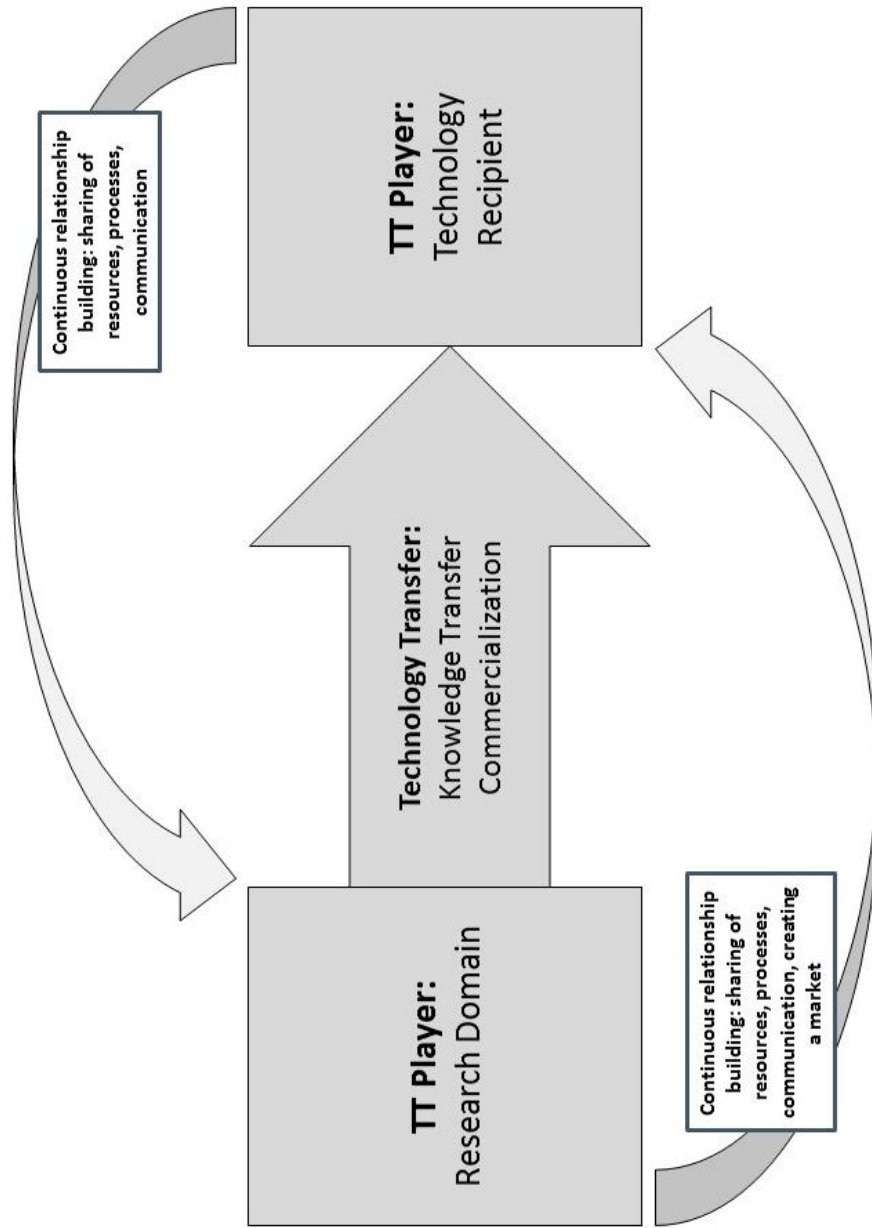 Continuous relationship
building: sharing of
resources, processes,
communication
TT Player:
Research Domain
Technology Transfer:
Knowledge Transfer
Commercialization
TT Player:
Technology
Recipient
Continuous relationship
building: sharing of
resources, processes,
communication, creating
a market